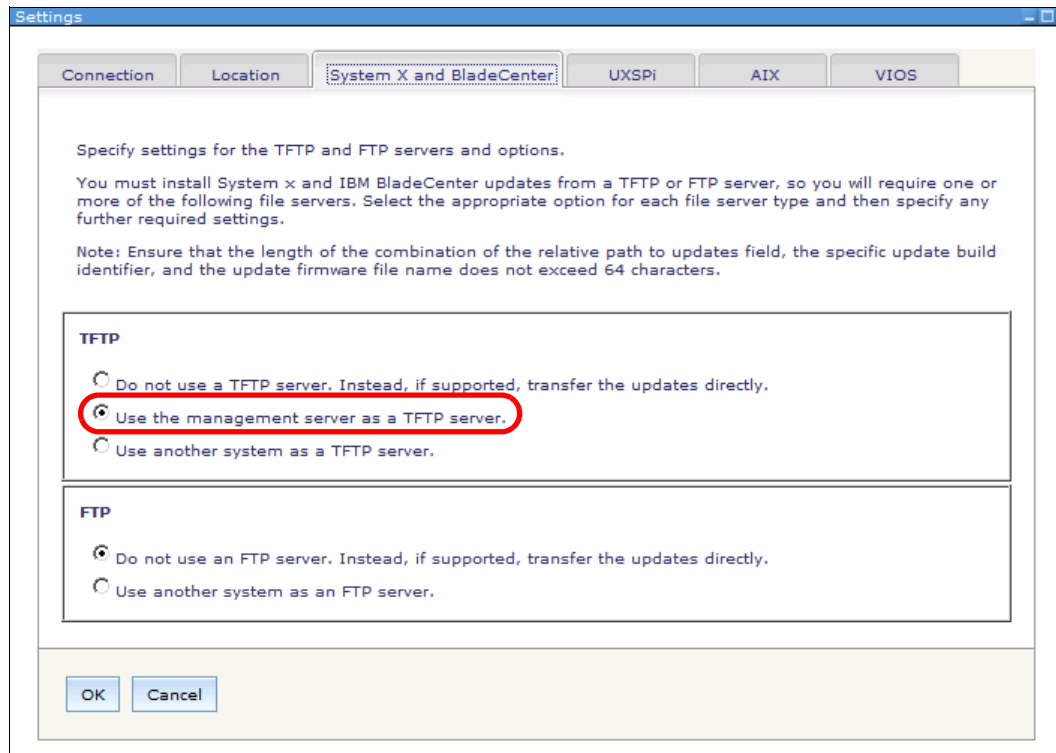 Settings
Connection Location System X and BladeCenter UXSPi AIX VIOS
Specify settings for the TFTP and FTP servers and options.
You must install System x and IBM BladeCenter updates from a TFTP or FTP server, so you will require one or
more of the following file servers. Select the appropriate option for each file server type and then specify any
further required settings.
Note: Ensure that the length of the combination of the relative path to updates field, the specific update build
identifier, and the update firmware file name does not exceed 64 characters.
TFTP
Do not use a TFTP server. Instead, if supported, transfer the updates directly.
Use the management server as a TFTP server.
Use another system as a TFTP server.
FTP
Do not use an FTP server. Instead, if supported, transfer the updates directly.
Use another system as an FTP server.
OK Cancel